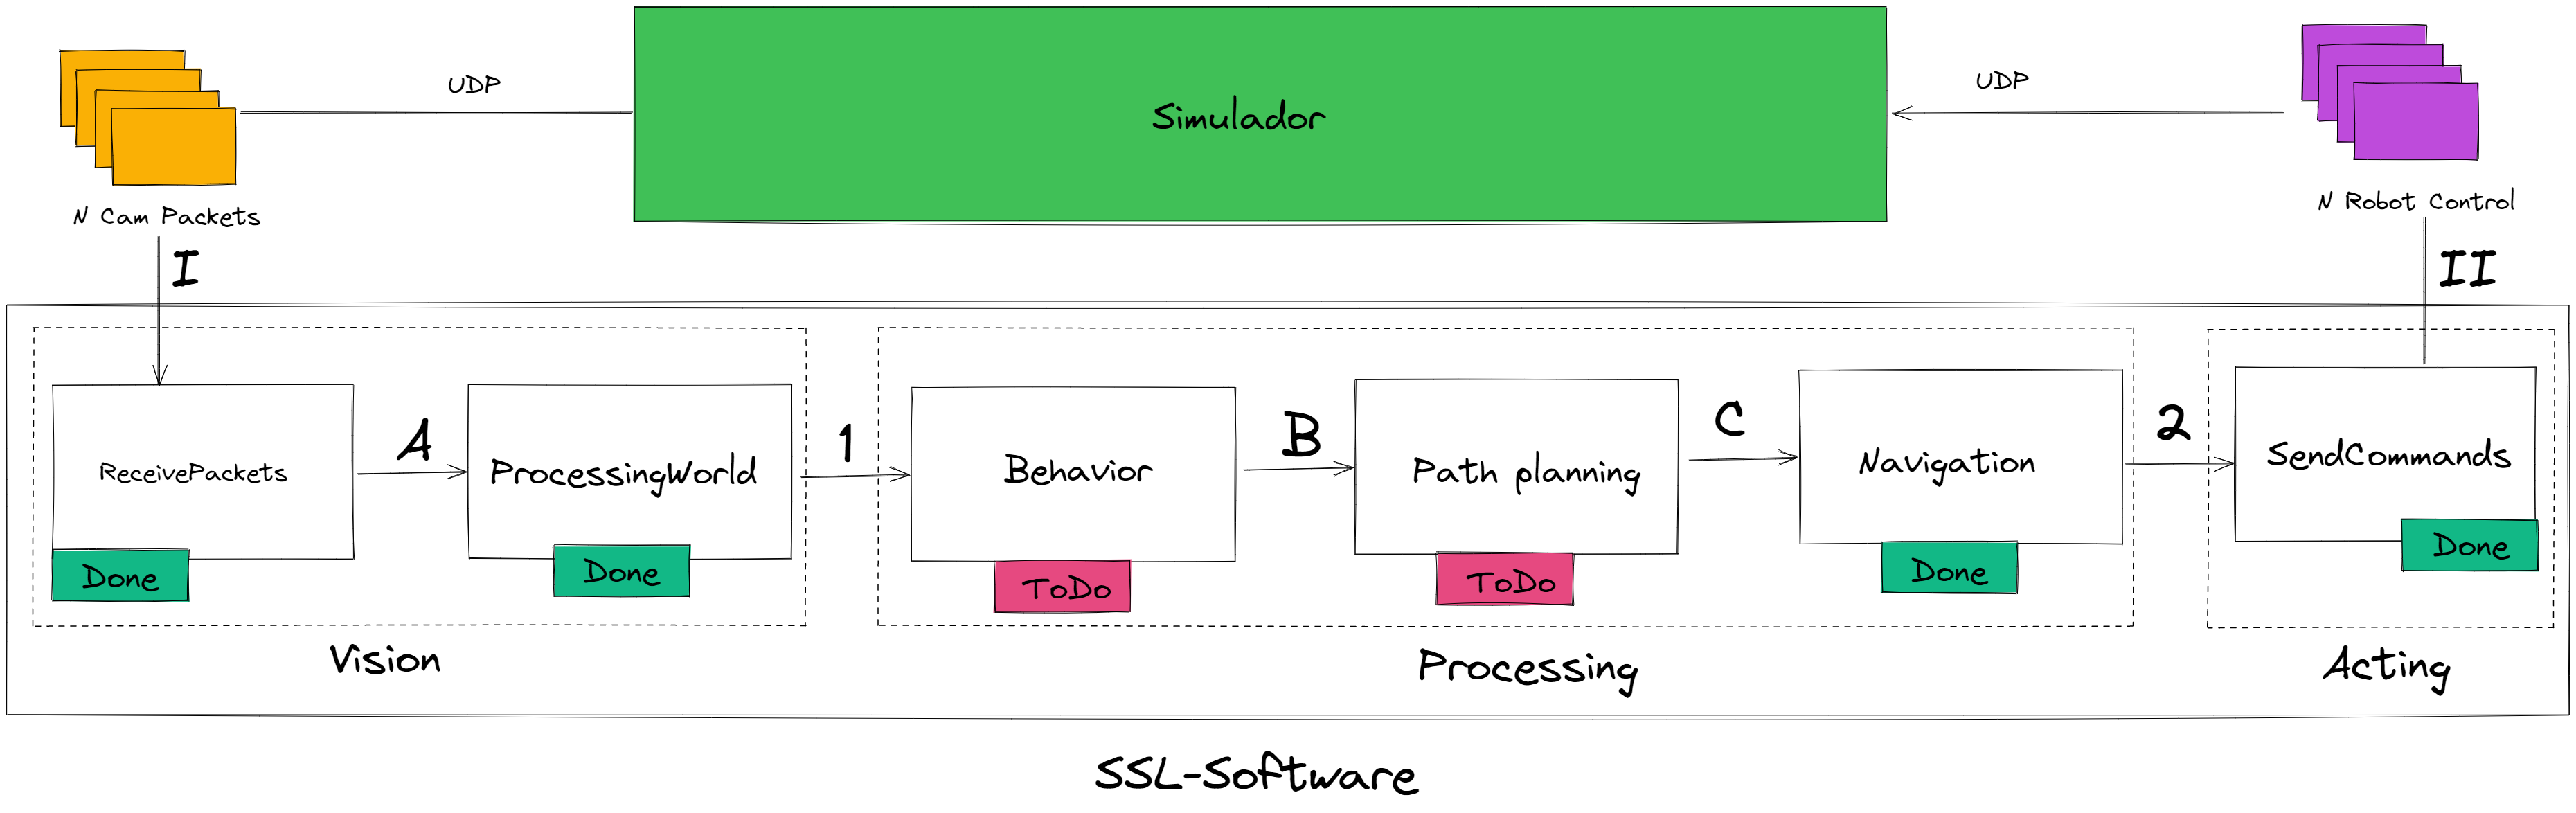 UDP
Simulador
UDP
N Cam Packets
N Robot Control
I
II
A
1
B
C
2
ReceivePackets
ProcessingWorld
Behavior
Path planning
Navigation
SendCommands
Done
Done
ToDo
ToDo
Done
Done
Vision
Processing
Acting
SSL-Software